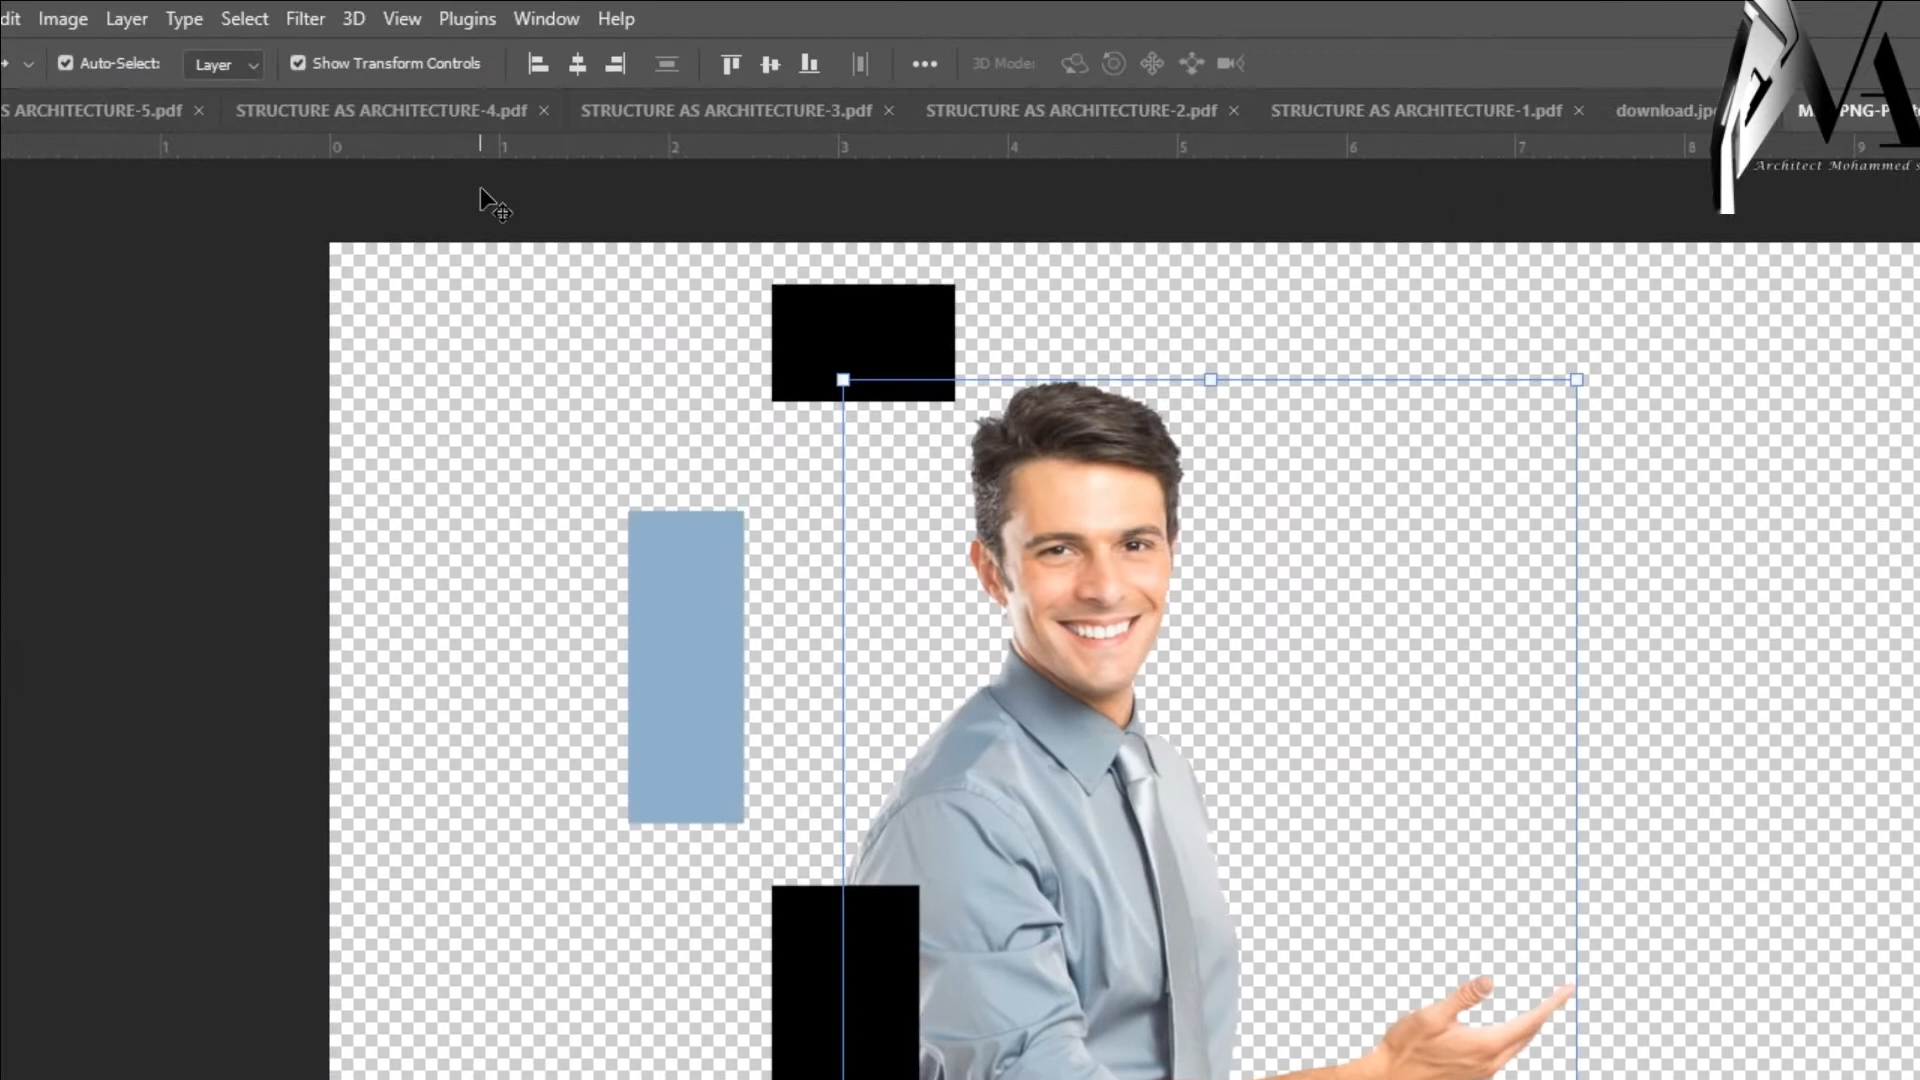 dit Image Layer Type Select Filter 3D View Plugins Window Help
Auto-Select: Layer Show Transform Controls 3D Mode:
S ARCHITECTURE-5.pdf × STRUCTURE AS ARCHITECTURE-4.pdf × STRUCTURE AS ARCHITECTURE-3.pdf × STRUCTURE AS ARCHITECTURE-2.pdf × STRUCTURE AS ARCHITECTURE-1.pdf × download.jp PNG-P
1 0 1 2 3 4 5 6 7 8 9
Architect Mohammed s